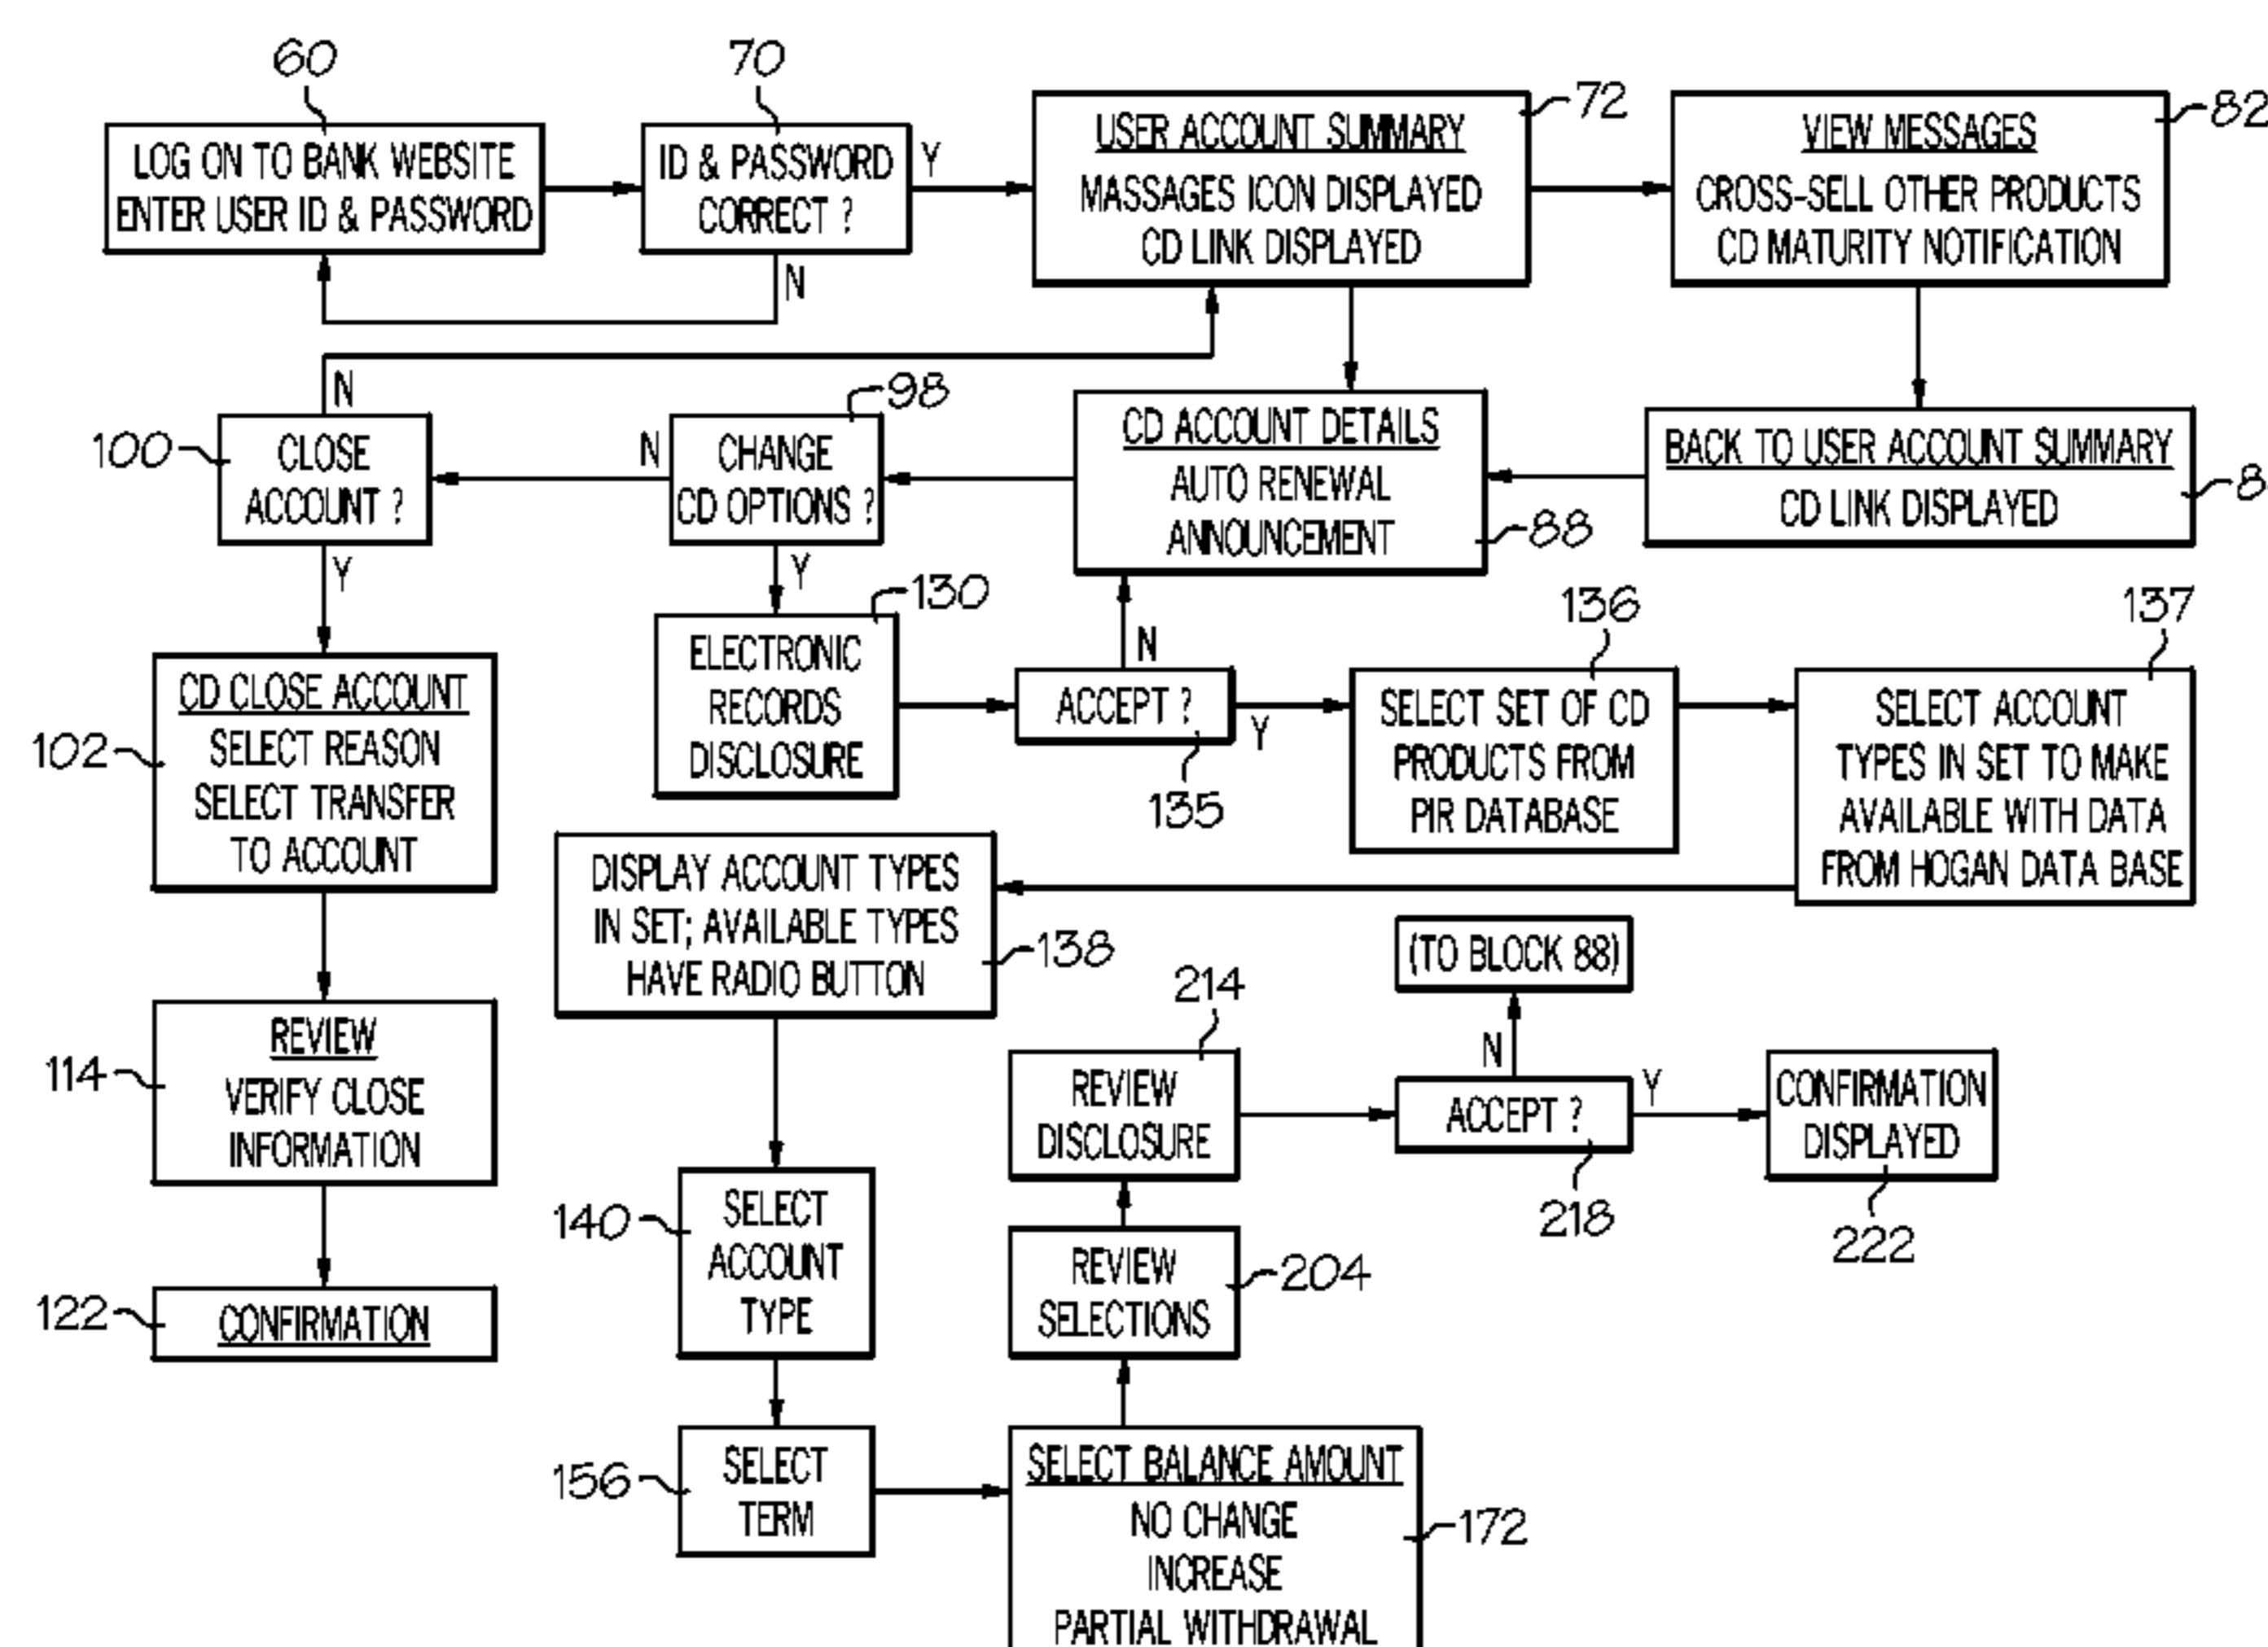 60
LOG ON TO BANK WEBSITE
ENTER USER ID & PASSWORD
70
ID & PASSWORD
CORRECT ?
Y
N
72
USER ACCOUNT SUMMARY
MASSAGES ICON DISPLAYED
CD LINK DISPLAYED
82
VIEW MESSAGES
CROSS-SELL OTHER PRODUCTS
CD MATURITY NOTIFICATION
BACK TO USER ACCOUNT SUMMARY
CD LINK DISPLAYED
8
CD ACCOUNT DETAILS
AUTO RENEWAL
ANNOUNCEMENT
88
98
CHANGE
CD OPTIONS ?
N
Y
100
CLOSE
ACCOUNT ?
N
Y
102
CD CLOSE ACCOUNT
SELECT REASON
SELECT TRANSFER
TO ACCOUNT
114
REVIEW
VERIFY CLOSE
INFORMATION
122
CONFIRMATION
130
ELECTRONIC
RECORDS
DISCLOSURE
ACCEPT ?
135
N
Y
136
SELECT SET OF CD
PRODUCTS FROM
PIR DATABASE
137
SELECT ACCOUNT
TYPES IN SET TO MAKE
AVAILABLE WITH DATA
FROM HOGAN DATA BASE
DISPLAY ACCOUNT TYPES
IN SET; AVAILABLE TYPES
HAVE RADIO BUTTON
138
140
SELECT
ACCOUNT
TYPE
156
SELECT
TERM
SELECT BALANCE AMOUNT
NO CHANGE
INCREASE
PARTIAL WITHDRAWAL
172
REVIEW
SELECTIONS
204
214
REVIEW
DISCLOSURE
ACCEPT ?
218
N
(TO BLOCK 88)
Y
CONFIRMATION
DISPLAYED
222